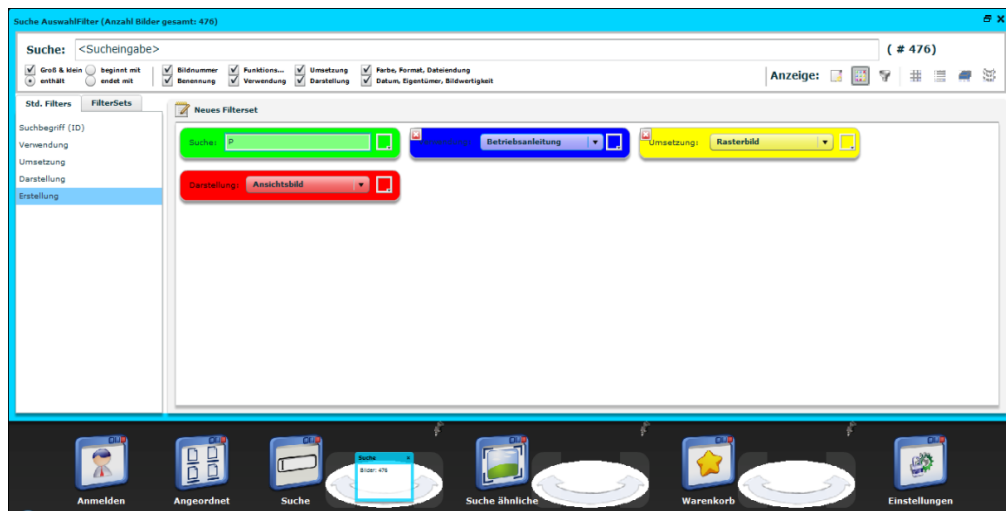 Suche AuswahlFilter (Anzahl Bilder gesamt: 476)
Suche: <Sucheingabe> ( # 476)
Groß & klein beginnt mit Bildnummer Funktions... Umsetzung Farbe, Format, Dateiendung
enthält endet mit Benennung Verwendung Darstellung Datum, Eigentümer, Bildwertigkeit
Anzeige:
Std. Filters FilterSets
Neues Filterset
Suchbegriff (ID)
Verwendung
Umsetzung
Darstellung
Erstellung
Suche: P
Betriebsanleitung
Umsetzung: Rasterbild
Darstellung: Ansichtsbild
Suche x
Bilder: 476
Anmelden Angeordnet Suche Suche ähnliche Warenkorb Einstellungen